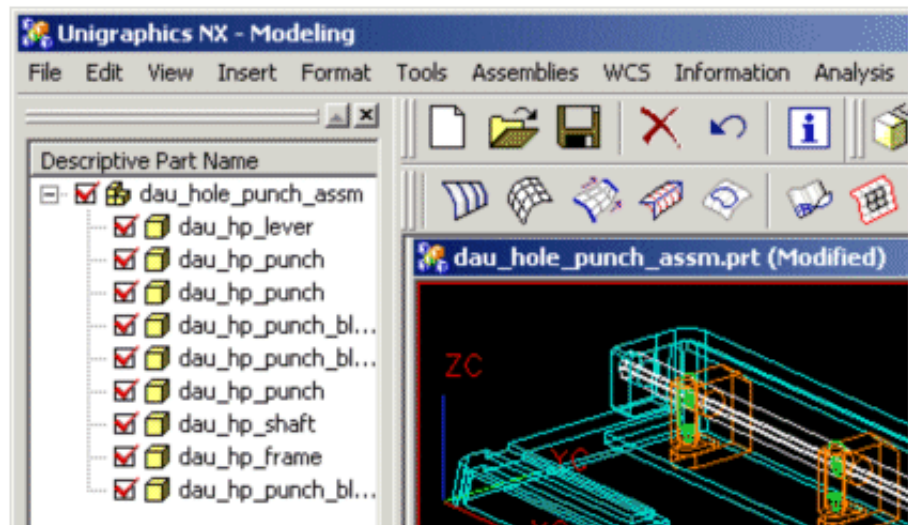 Unigraphics NX - Modeling
File Edit View Insert Format Tools Assemblies WCS Information Analysis
Descriptive Part Name
dau_hole_punch_assm
dau_hp_lever
dau_hp_punch
dau_hp_punch
dau_hp_punch_bl...
dau_hp_punch_bl...
dau_hp_punch
dau_hp_shaft
dau_hp_frame
dau_hp_punch_bl...
dau_hole_punch_assm.prt (Modified)
ZC
YC